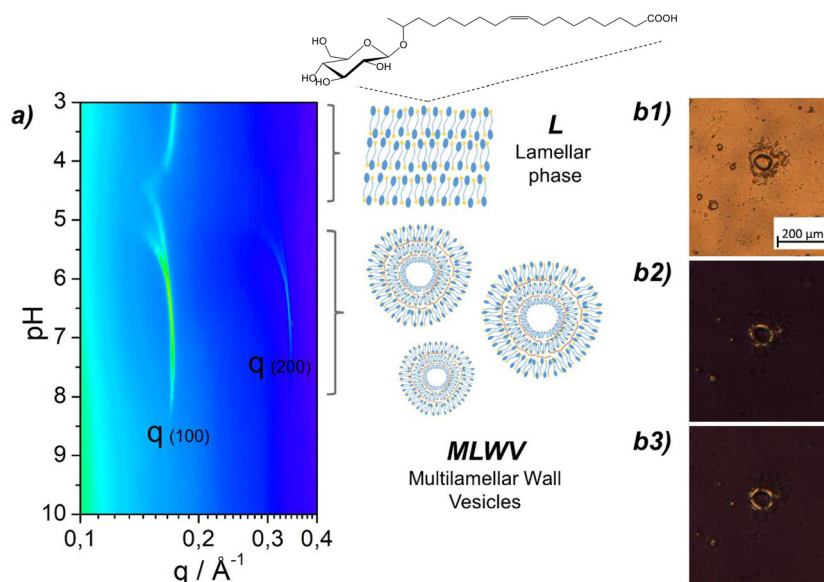 COOH
HO
O
O
HO
HO
OH
OH
a)
3
4
5
6
7
8
9
10
pH
q (100)
q (200)
0,1
0,2
0,3
0,4
q / Å⁻¹
L
Lamellar
phase
MLWV
Multilamellar Wall
Vesicles
b1)
200 µm
b2)
b3)